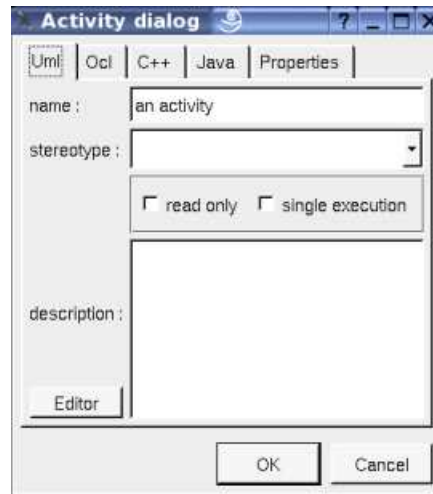 Activity dialog ? _ X
Uml Ocl C++ Java Properties
name : an activity
stereotype :
read only single execution
description :
Editor
OK Cancel